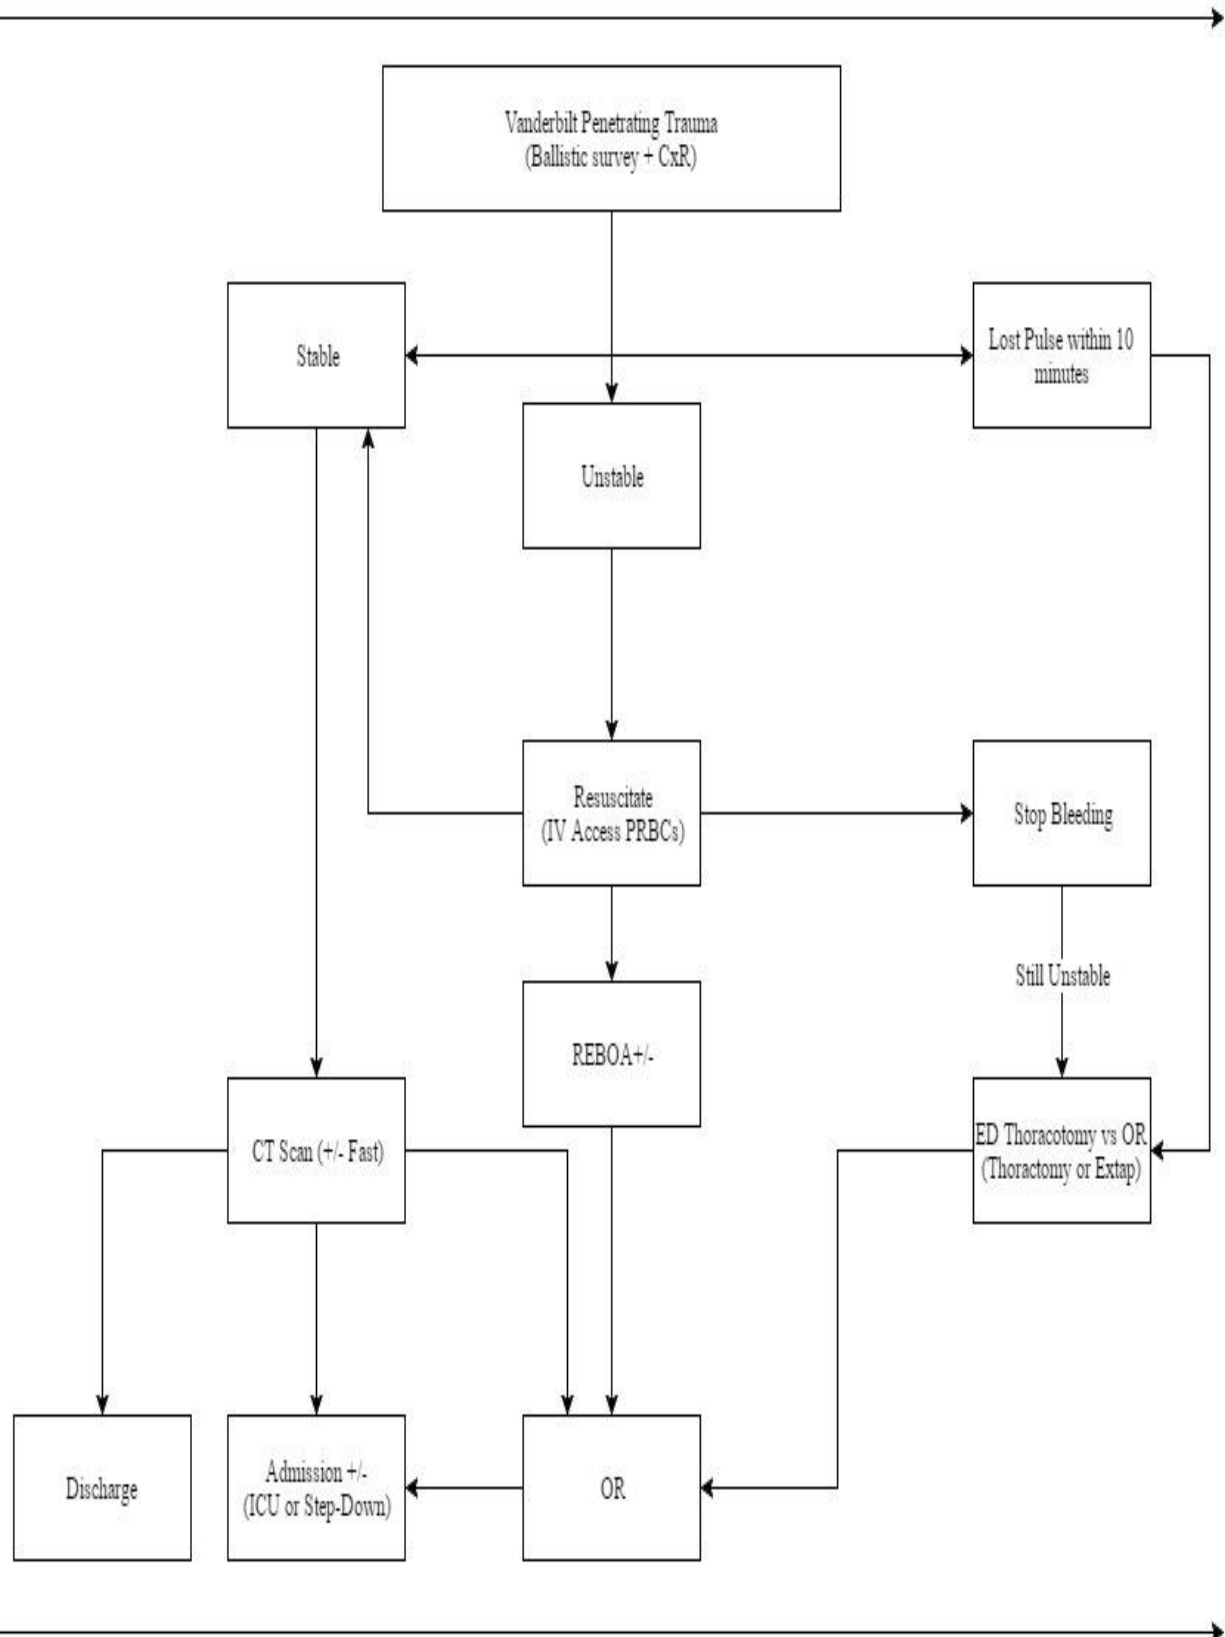 Vanderbilt Penetrating Trauma
(Ballistic survey + CxR)
Stable
Lost Pulse within 10
minutes
Unstable
Resuscitate
(IV Access PRBCs)
Stop Bleeding
Still Unstable
REBOA+/-
CT Scan (+/- Fast)
ED Thoracotomy vs OR
(Thoractomy or Extap)
Discharge
Admission +/-
(ICU or Step-Down)
OR